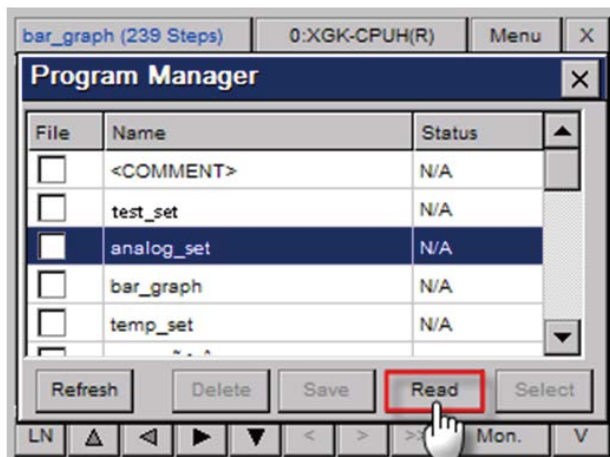 bar_graph (239 Steps) 0:XGK-CPUH(R) Menu X
Program Manager
File Name Status
<COMMENT> N/A
test_set N/A
analog_set N/A
bar_graph N/A
temp_set N/A
Refresh Delete Save Read Select
LN < > Mon. V